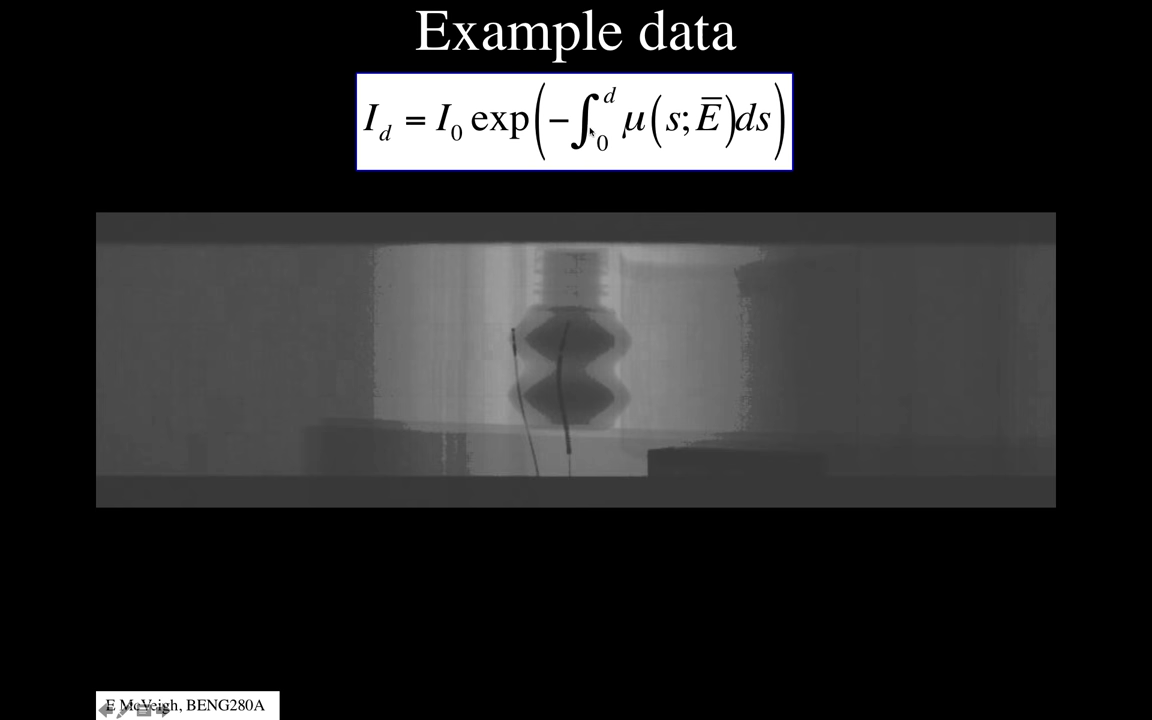 Example data
I_d = I_0 exp(−∫_0^d μ(s; E̅)ds)
E McVeigh, BENG280A